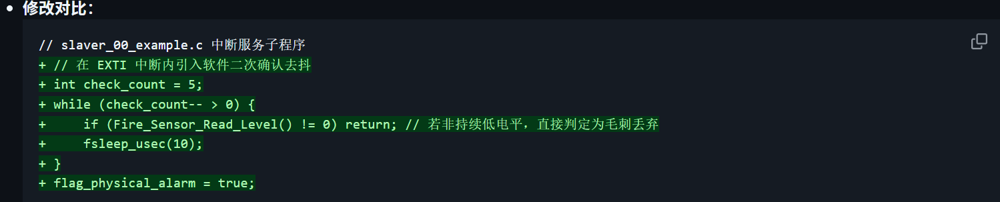 • 修改对比：
// slaver_00_example.c 中断服务子程序
+ // 在 EXTI 中断内引入软件二次确认去抖
+ int check_count = 5;
+ while (check_count-- > 0) {
+     if (Fire_Sensor_Read_Level() != 0) return; // 若非持续低电平，直接判定为毛刺丢弃
+     fsleep_usec(10);
+ }
+ flag_physical_alarm = true;